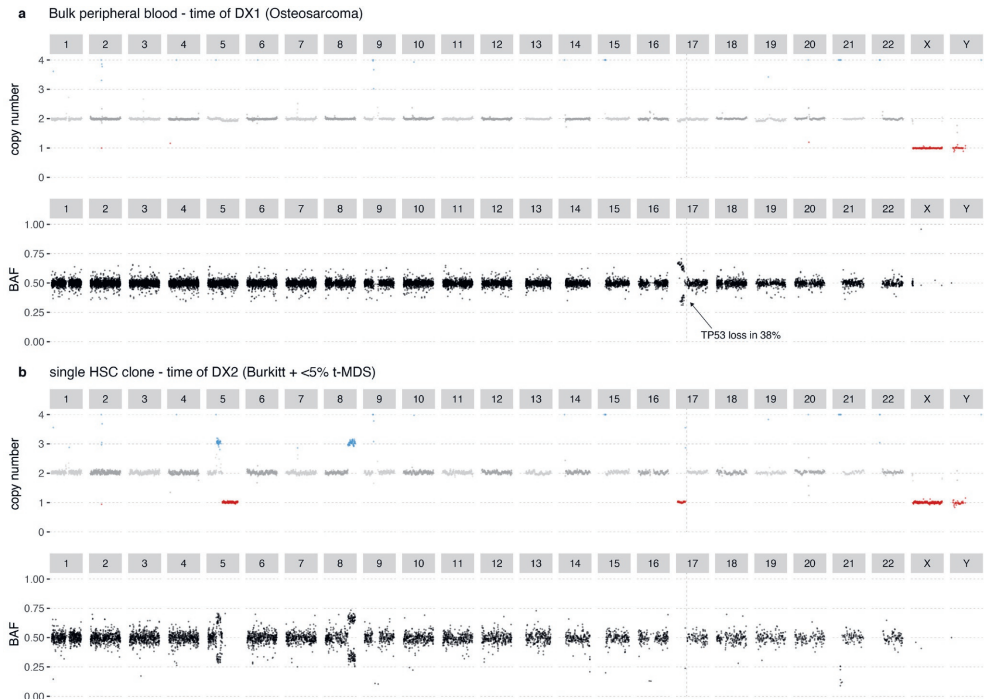 a Bulk peripheral blood - time of DX1 (Osteosarcoma)
1 2 3 4 5 6 7 8 9 10 11 12 13 14 15 16 17 18 19 20 21 22 X Y
4
3
2
1
0
copy number
1 2 3 4 5 6 7 8 9 10 11 12 13 14 15 16 17 18 19 20 21 22 X Y
1.00
0.75
0.50
0.25
0.00
BAF
TP53 loss in 38%
b single HSC clone - time of DX2 (Burkitt + <5% t-MDS)
1 2 3 4 5 6 7 8 9 10 11 12 13 14 15 16 17 18 19 20 21 22 X Y
4
3
2
1
0
copy number
1 2 3 4 5 6 7 8 9 10 11 12 13 14 15 16 17 18 19 20 21 22 X Y
1.00
0.75
0.50
0.25
0.00
BAF